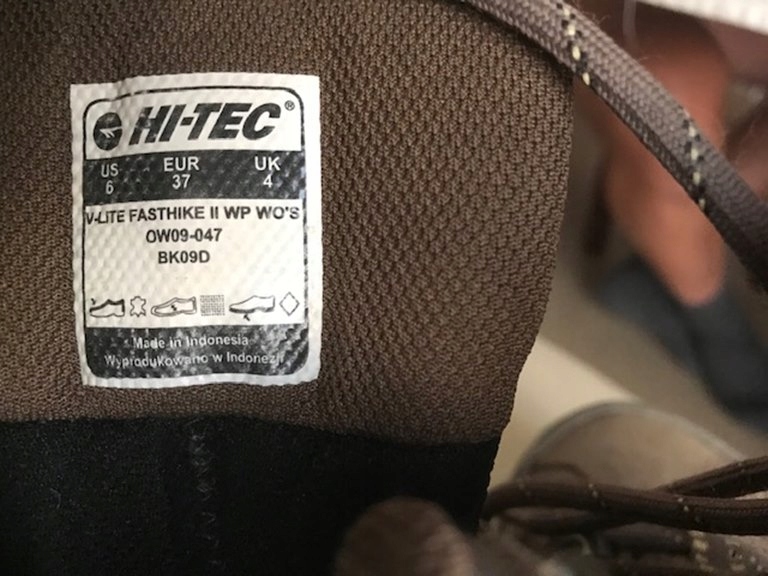 HI-TEC®
US EUR UK
6 37 4
V-LITE FASTHIKE II WP WO'S
OW09-047
BK09D
Made in Indonesia
Wyprodukowano w Indonezji